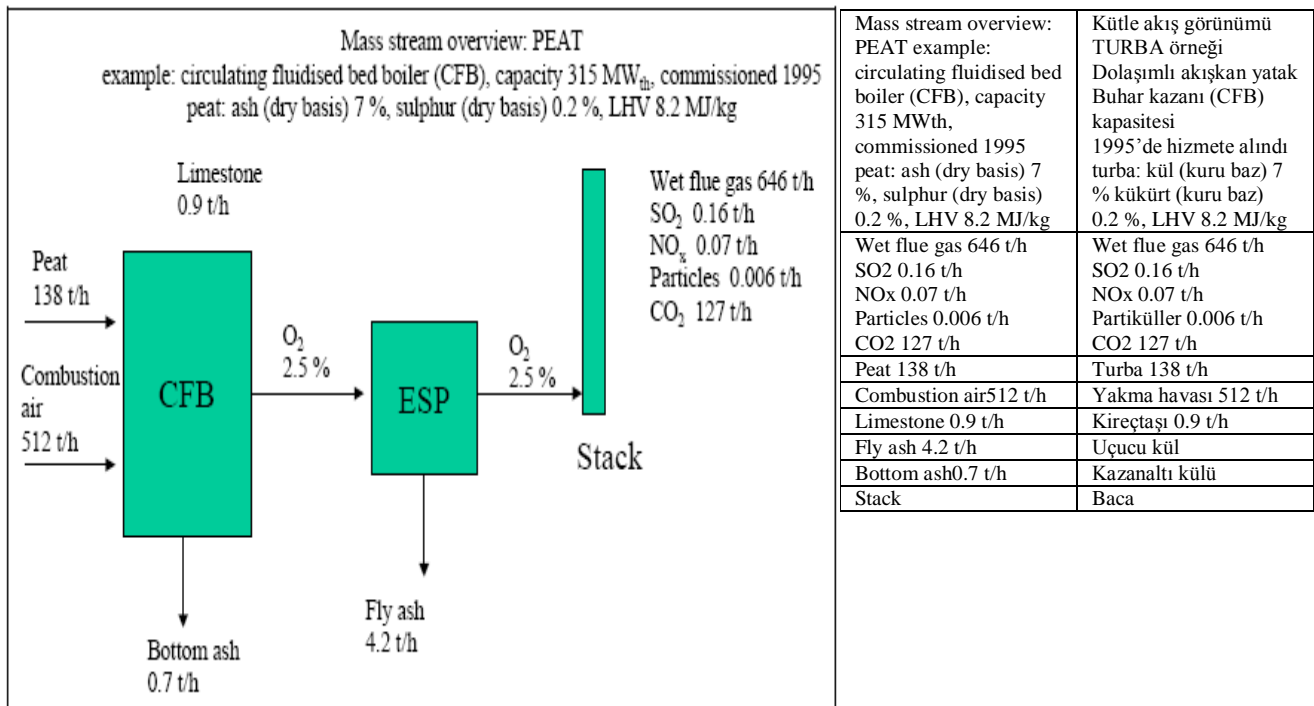 Mass stream overview: PEAT
example: circulating fluidised bed boiler (CFB), capacity 315 MWth, commissioned 1995
peat: ash (dry basis) 7 %, sulphur (dry basis) 0.2 %, LHV 8.2 MJ/kg
Limestone
0.9 t/h
Wet flue gas 646 t/h
SO2 0.16 t/h
NOx 0.07 t/h
Particles 0.006 t/h
CO2 127 t/h
Peat
138 t/h
Combustion
air
512 t/h
CFB
O2
2.5 %
ESP
O2
2.5 %
Stack
Fly ash
4.2 t/h
Bottom ash
0.7 t/h
Mass stream overview:
PEAT example:
circulating fluidised bed
boiler (CFB), capacity
315 MWth,
commissioned 1995
peat: ash (dry basis) 7
%, sulphur (dry basis)
0.2 %, LHV 8.2 MJ/kg
Kütle akış görünümü
TURBA örneği
Dolaşımlı akışkan yatak
Buhar kazanı (CFB)
kapasitesi
1995’de hizmete alındı
turba: kül (kuru baz) 7
% kükürt (kuru baz)
0.2 %, LHV 8.2 MJ/kg
Wet flue gas 646 t/h
SO2 0.16 t/h
NOx 0.07 t/h
Particles 0.006 t/h
CO2 127 t/h
Wet flue gas 646 t/h
SO2 0.16 t/h
NOx 0.07 t/h
Partiküller 0.006 t/h
CO2 127 t/h
Peat 138 t/h
Turba 138 t/h
Combustion air512 t/h
Yakma havası 512 t/h
Limestone 0.9 t/h
Kireçtaşı 0.9 t/h
Fly ash 4.2 t/h
Uçucu kül
Bottom ash0.7 t/h
Kazanaltı külü
Stack
Baca